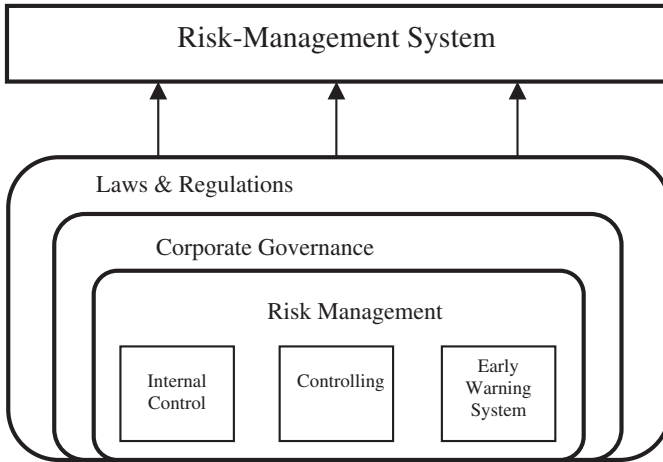 Risk-Management System
Laws & Regulations
Corporate Governance
Risk Management
Internal
Control
Controlling
Early
Warning
System